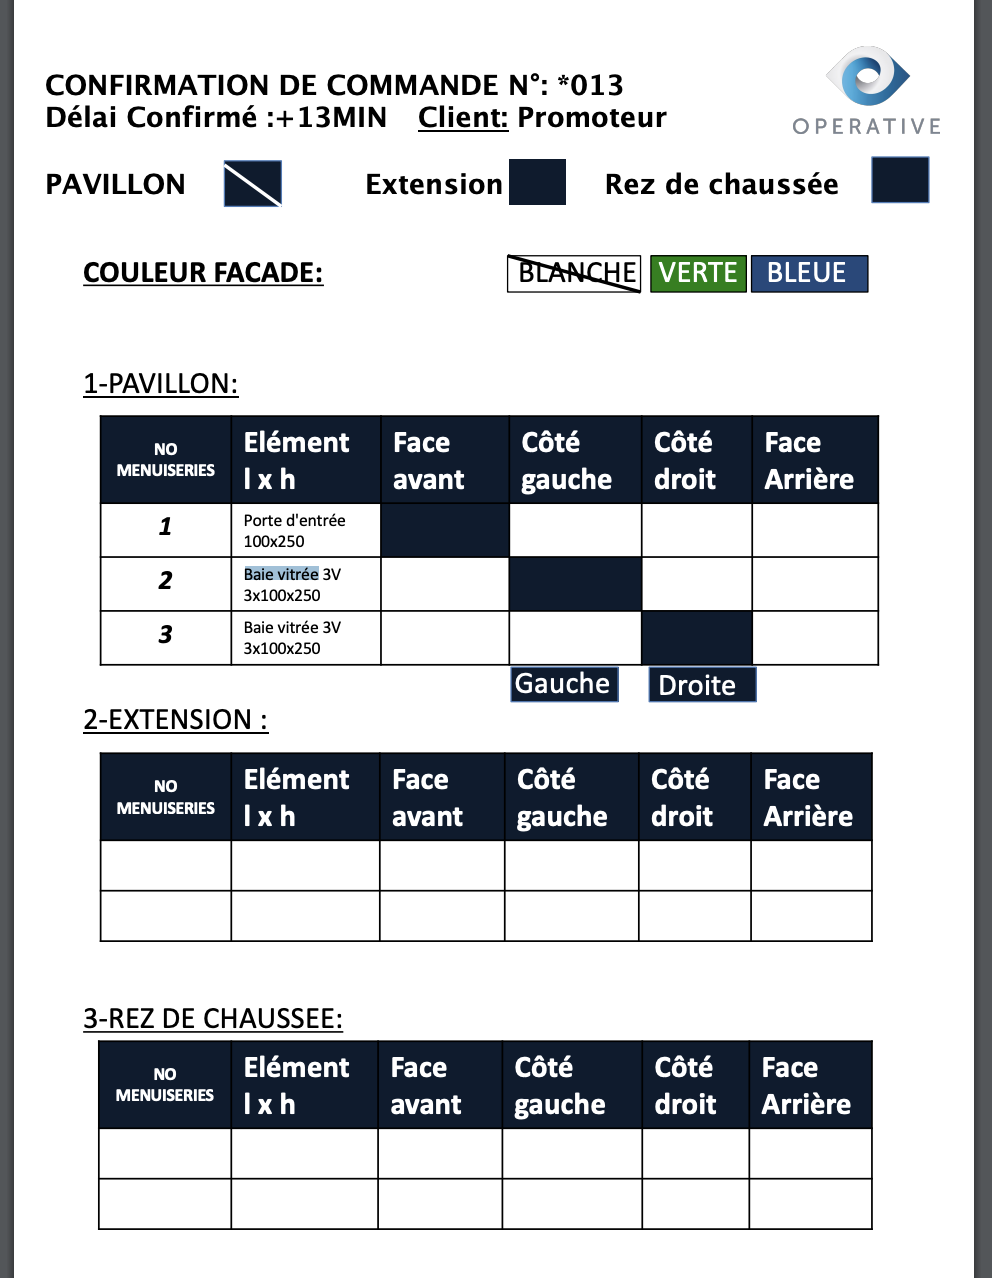 CONFIRMATION DE COMMANDE N°: *013
Délai Confirmé :+13MIN Client: Promoteur
OPERATIVE
PAVILLON Extension Rez de chaussée
COULEUR FACADE: BLANCHE VERTE BLEUE
1-PAVILLON:
NO MENUISERIES Elément l x h Face avant Côté gauche Côté droit Face Arrière
1 Porte d'entrée 100x250
2 Baie vitrée 3V 3x100x250
3 Baie vitrée 3V 3x100x250
Gauche Droite
2-EXTENSION :
NO MENUISERIES Elément l x h Face avant Côté gauche Côté droit Face Arrière
3-REZ DE CHAUSSEE:
NO MENUISERIES Elément l x h Face avant Côté gauche Côté droit Face Arrière